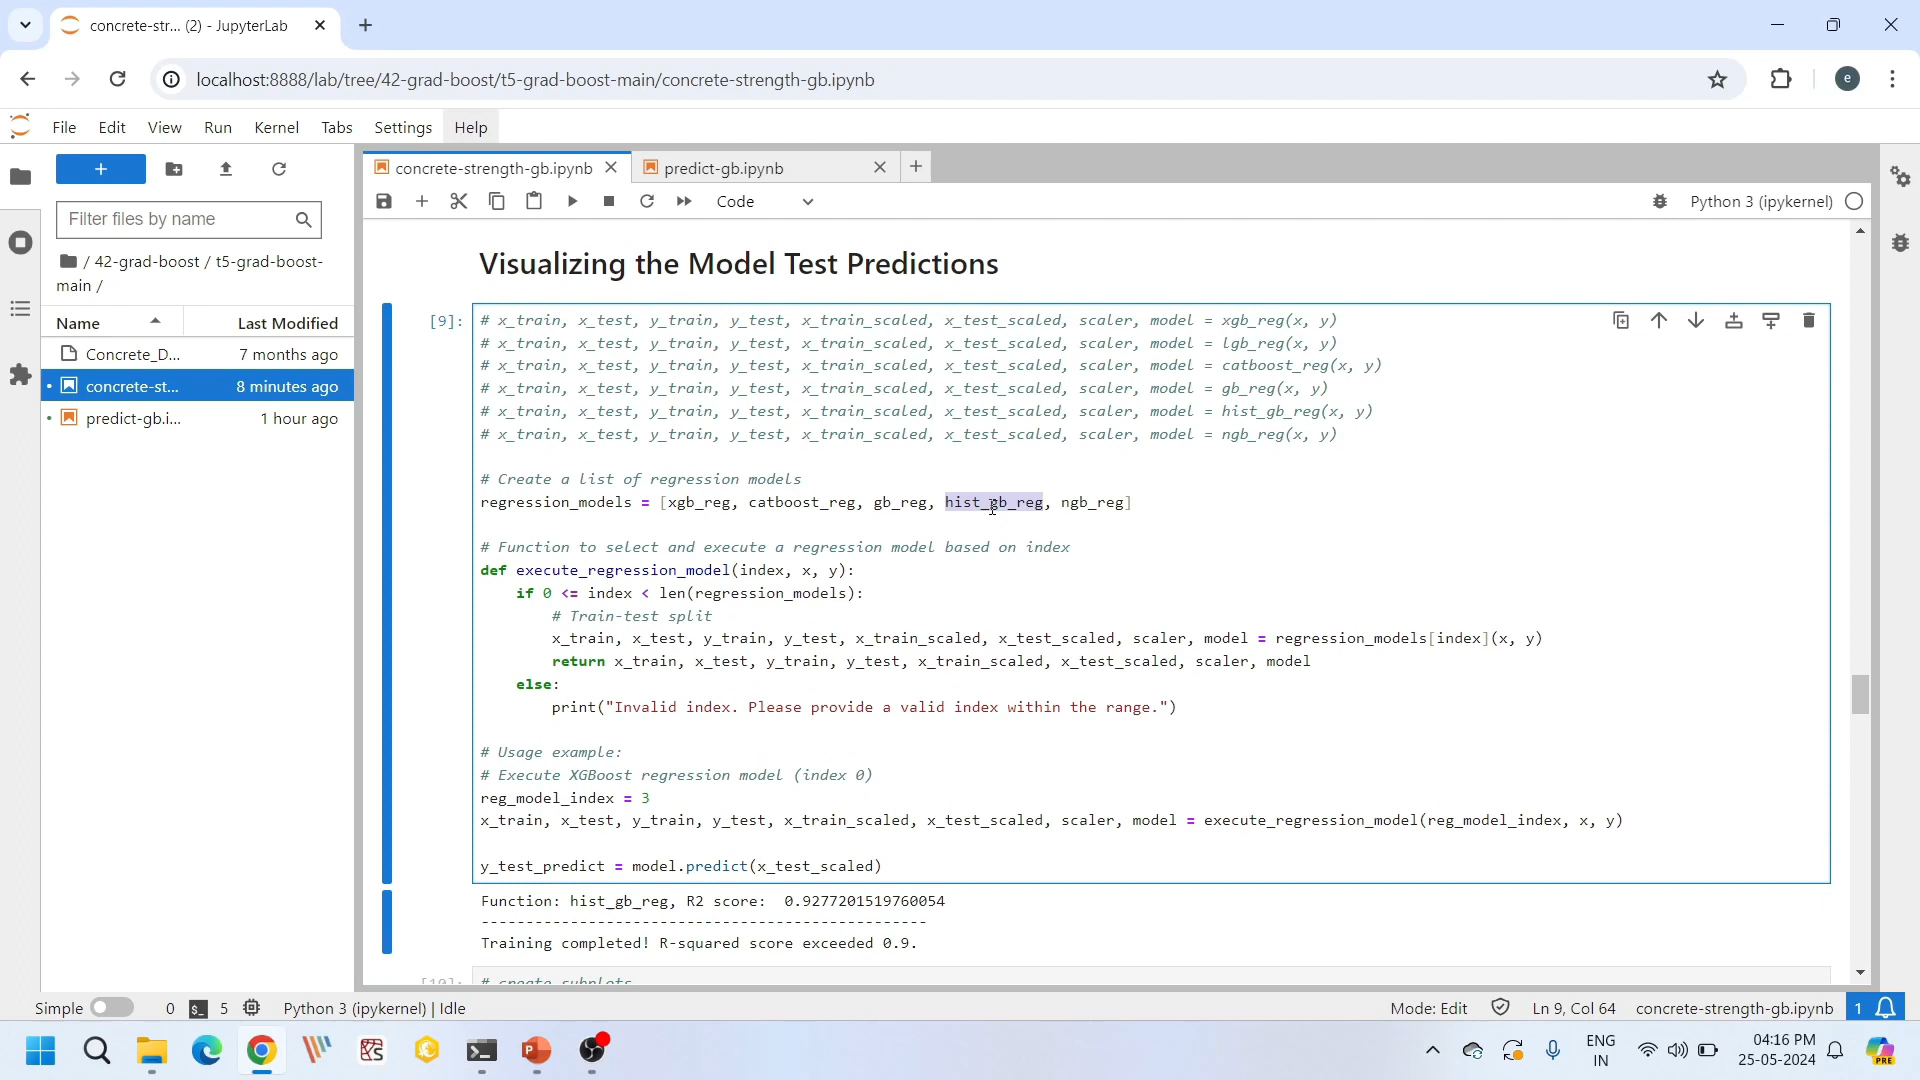 concrete-str... (2) - JupyterLab
localhost:8888/lab/tree/42-grad-boost/t5-grad-boost-main/concrete-strength-gb.ipynb
e
File Edit View Run Kernel Tabs Settings Help
concrete-strength-gb.ipynb
predict-gb.ipynb
Code
Python 3 (ipykernel)
Filter files by name
/ 42-grad-boost / t5-grad-boost-
main /
Name Last Modified
Concrete_D... 7 months ago
concrete-st... 8 minutes ago
predict-gb.i... 1 hour ago
Visualizing the Model Test Predictions
[9]:
# x_train, x_test, y_train, y_test, x_train_scaled, x_test_scaled, scaler, model = xgb_reg(x, y)
# x_train, x_test, y_train, y_test, x_train_scaled, x_test_scaled, scaler, model = lgb_reg(x, y)
# x_train, x_test, y_train, y_test, x_train_scaled, x_test_scaled, scaler, model = catboost_reg(x, y)
# x_train, x_test, y_train, y_test, x_train_scaled, x_test_scaled, scaler, model = gb_reg(x, y)
# x_train, x_test, y_train, y_test, x_train_scaled, x_test_scaled, scaler, model = hist_gb_reg(x, y)
# x_train, x_test, y_train, y_test, x_train_scaled, x_test_scaled, scaler, model = ngb_reg(x, y)
# Create a list of regression models
regression_models = [xgb_reg, catboost_reg, gb_reg, hist_gb_reg, ngb_reg]
# Function to select and execute a regression model based on index
def execute_regression_model(index, x, y):
if 0 <= index < len(regression_models):
# Train-test split
x_train, x_test, y_train, y_test, x_train_scaled, x_test_scaled, scaler, model = regression_models[index](x, y)
return x_train, x_test, y_train, y_test, x_train_scaled, x_test_scaled, scaler, model
else:
print("Invalid index. Please provide a valid index within the range.")
# Usage example:
# Execute XGBoost regression model (index 0)
reg_model_index = 3
x_train, x_test, y_train, y_test, x_train_scaled, x_test_scaled, scaler, model = execute_regression_model(reg_model_index, x, y)
y_test_predict = model.predict(x_test_scaled)
Function: hist_gb_reg, R2 score: 0.9277201519760054
--------------------------------------------------
Training completed! R-squared score exceeded 0.9.
[10]: # create subplots
Simple 0 5 Python 3 (ipykernel) | Idle
Mode: Edit Ln 9, Col 64 concrete-strength-gb.ipynb 1
ENG
IN
04:16 PM
25-05-2024
PRE